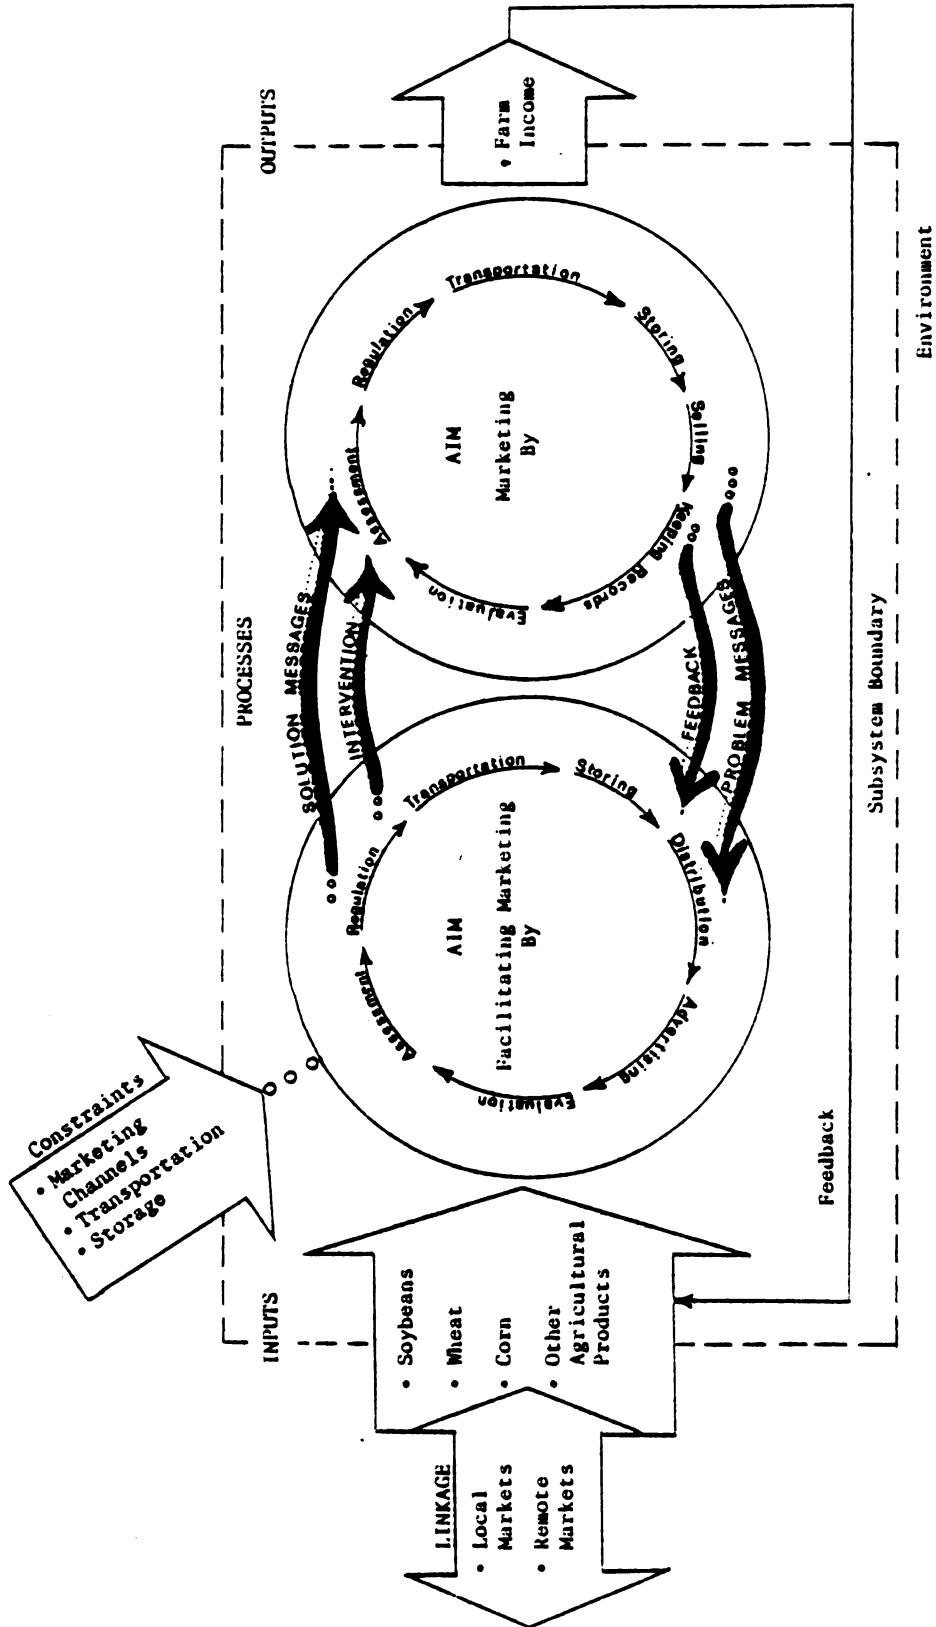 INPUTS
PROCESSES
OUTPUTS
Constraints
• Marketing
Channels
• Transportation
• Storage
LINKAGE
• Local
Markets
• Remote
Markets
• Soybeans
• Wheat
• Corn
• Other
Agricultural
Products
AIM
Facilitating Marketing
By
Assessment
Regulation
Transportation
Storing
Distribution
Advertising
Evaluation
SOLUTION MESSAGES
INTERVENTION
FEEDBACK
PROBLEM MESSAGES
AIM
Marketing
By
Assessment
Regulation
Transportation
Storing
Selling
Keeping Records
Evaluation
• Farm
Income
Feedback
Subsystem Boundary
Environment